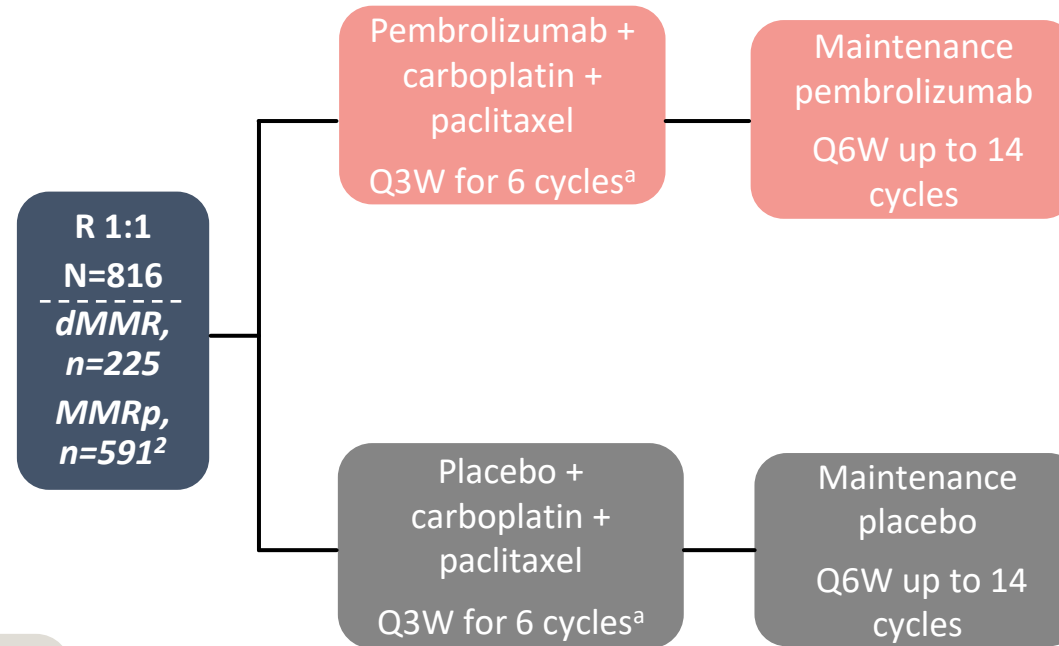 Pembrolizumab +
carboplatin +
paclitaxel
Q3W for 6 cyclesᵃ
Maintenance
pembrolizumab
Q6W up to 14
cycles
R 1:1
N=816
dMMR,
n=225
MMRp,
n=591²
Placebo +
carboplatin +
paclitaxel
Q3W for 6 cyclesᵃ
Maintenance
placebo
Q6W up to 14
cycles